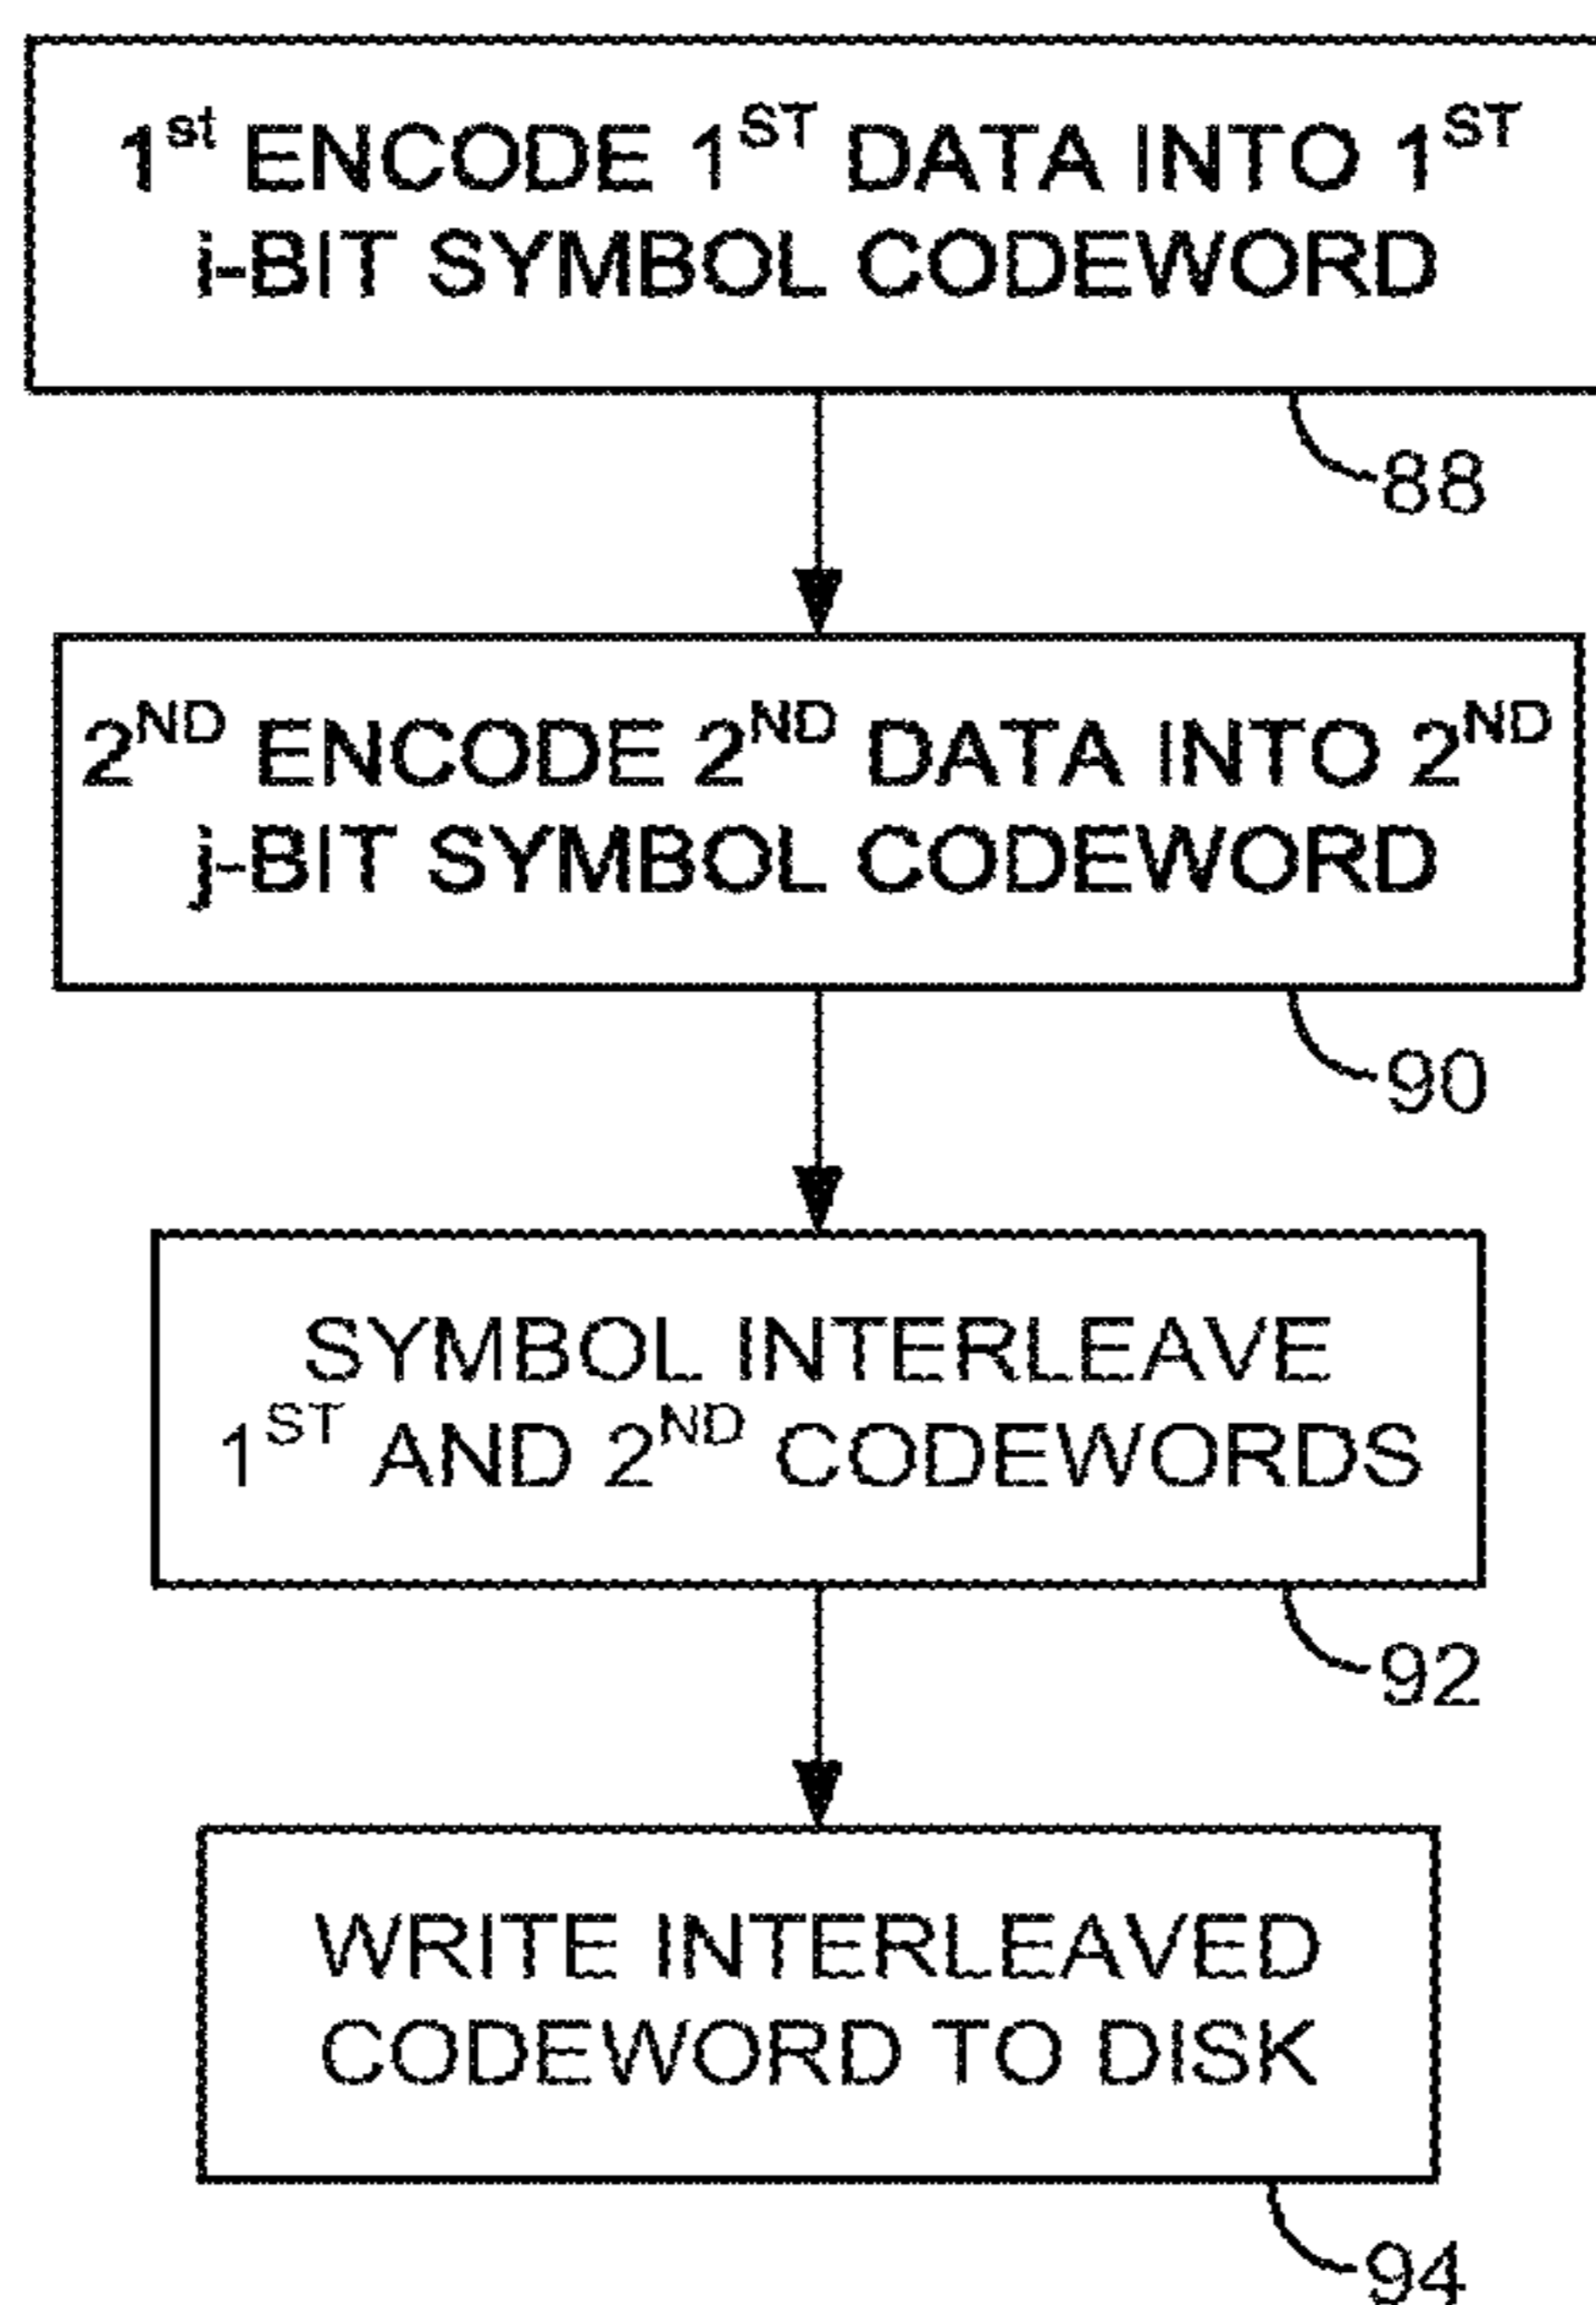 1st ENCODE 1ST DATA INTO 1ST
i-BIT SYMBOL CODEWORD
88
2ND ENCODE 2ND DATA INTO 2ND
j-BIT SYMBOL CODEWORD
90
SYMBOL INTERLEAVE
1ST AND 2ND CODEWORDS
92
WRITE INTERLEAVED
CODEWORD TO DISK
94